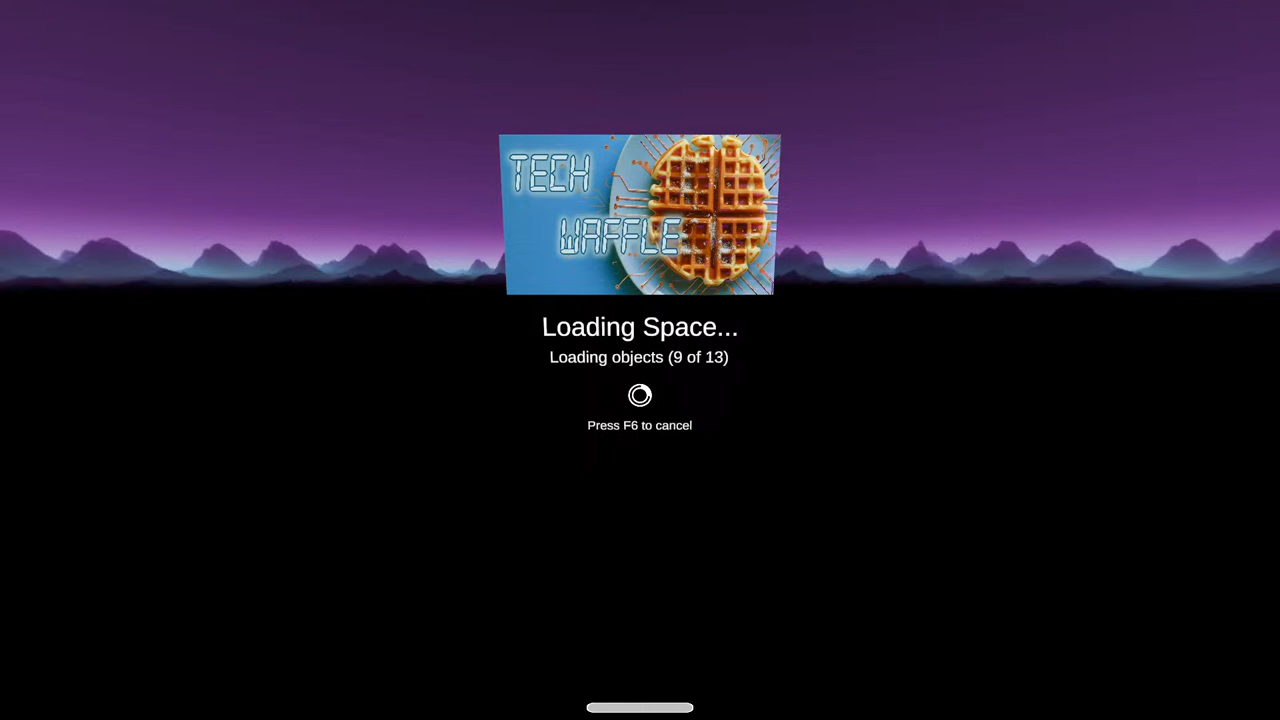 TECH
WAFFLE
Loading Space...
Loading objects (9 of 13)
Press F6 to cancel